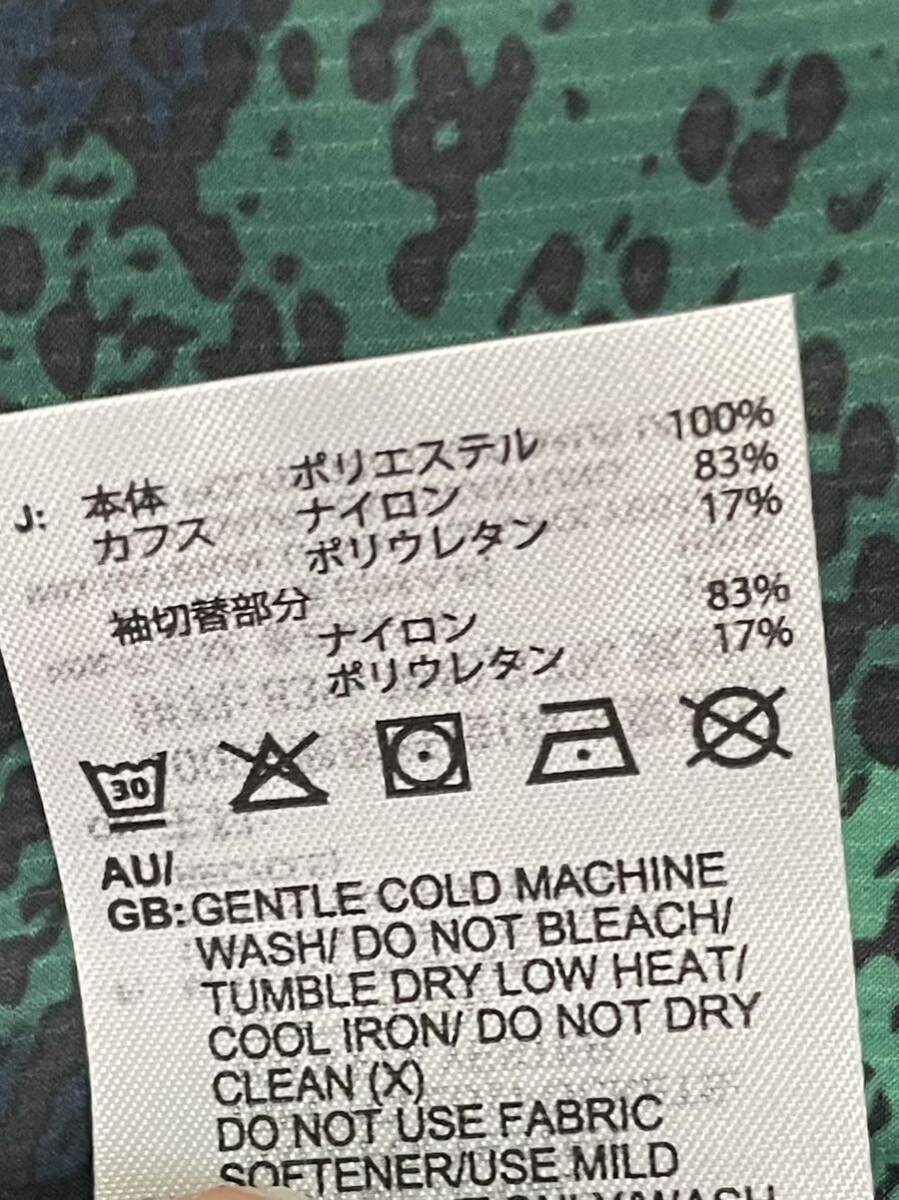 J: 本体 ポリエステル 100%
カフス ナイロン 83%
ポリウレタン 17%
袖切替部分
ナイロン 83%
ポリウレタン 17%
30
AU/
GB: GENTLE COLD MACHINE
WASH/ DO NOT BLEACH/
TUMBLE DRY LOW HEAT/
COOL IRON/ DO NOT DRY
CLEAN (X)
DO NOT USE FABRIC
SOFTENER/USE MILD